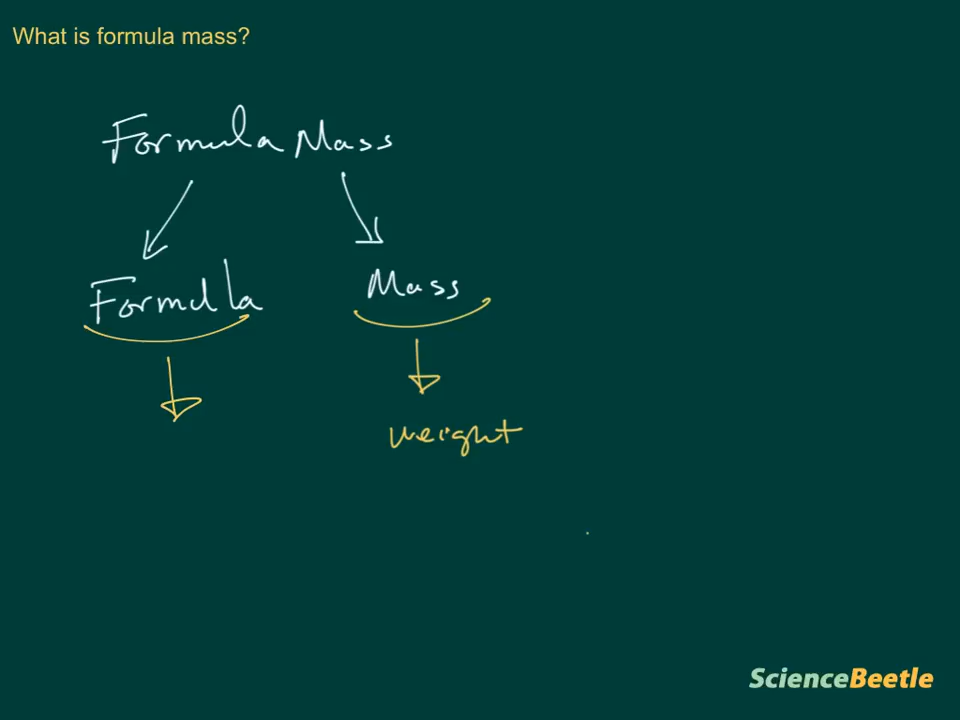 What is formula mass?
Formula Mass
Formula Mass
weight
ScienceBeetle